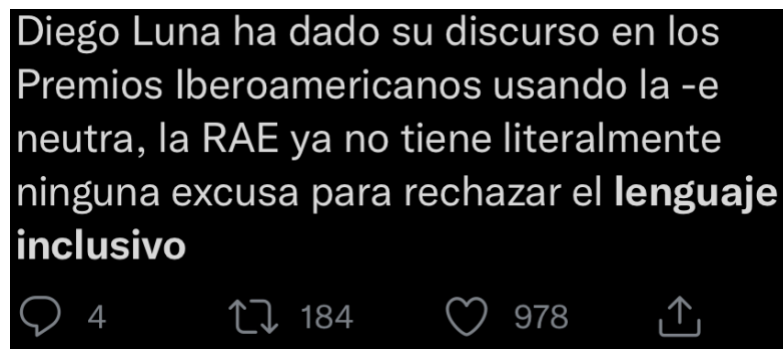 Diego Luna ha dado su discurso en los
Premios Iberoamericanos usando la -e
neutra, la RAE ya no tiene literalmente
ninguna excusa para rechazar el lenguaje
inclusivo
4 184 978